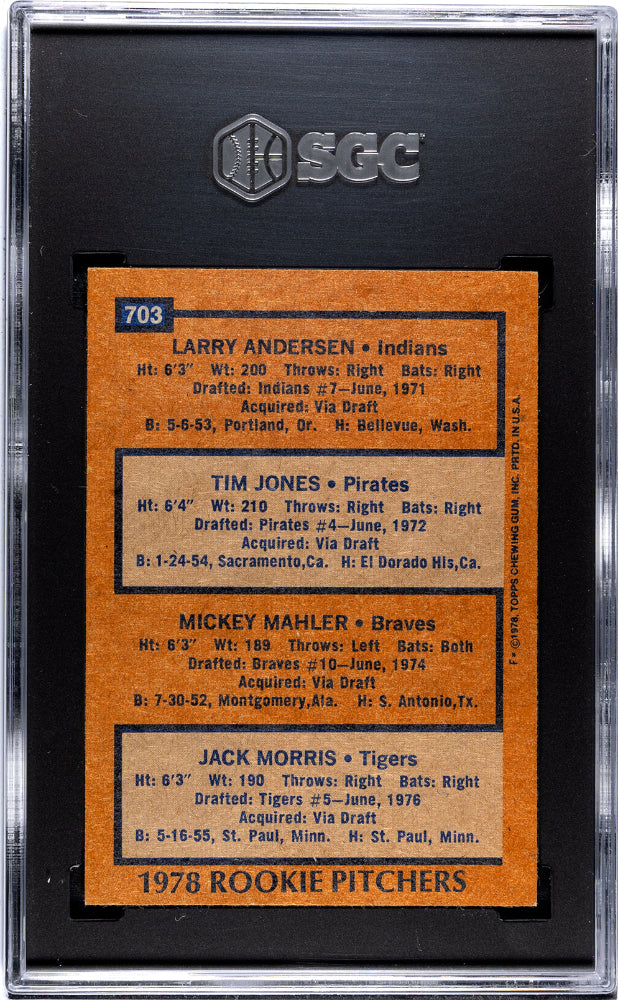 SGC
703
LARRY ANDERSEN • Indians
Ht: 6'3" Wt: 200 Throws: Right Bats: Right
Drafted: Indians #7—June, 1971
Acquired: Via Draft
B: 5-6-53, Portland, Or. H: Bellevue, Wash.
TIM JONES • Pirates
Ht: 6'4" Wt: 210 Throws: Right Bats: Right
Drafted: Pirates #4—June, 1972
Acquired: Via Draft
B: 1-24-54, Sacramento,Ca. H: El Dorado Hls,Ca.
MICKEY MAHLER • Braves
Ht: 6'3" Wt: 189 Throws: Left Bats: Both
Drafted: Braves #10—June, 1974
Acquired: Via Draft
B: 7-30-52, Montgomery,Ala. H: S. Antonio,Tx.
JACK MORRIS • Tigers
Ht: 6'3" Wt: 190 Throws: Right Bats: Right
Drafted: Tigers #5—June, 1976
Acquired: Via Draft
B: 5-16-55, St. Paul, Minn. H: St. Paul, Minn.
1978 ROOKIE PITCHERS
F* ©1978, TOPPS CHEWING GUM, INC. PRTD. IN U.S.A.